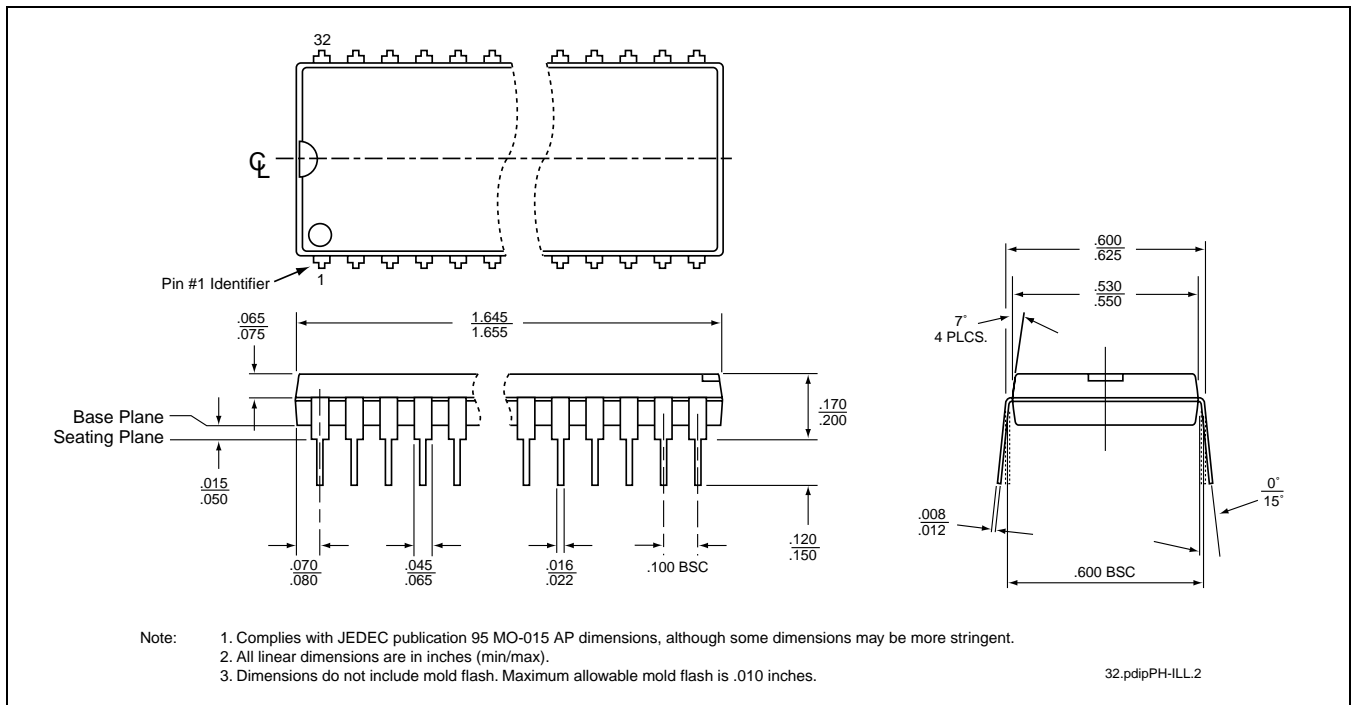 32
℄
Pin #1 Identifier
1
.600
.625
.530
.550
7°
4 PLCS.
.065
.075
1.645
1.655
Base Plane
Seating Plane
.170
.200
.015
.050
.070
.080
.045
.065
.016
.022
.100 BSC
.120
.150
.008
.012
0°
15°
.600 BSC
Note: 1. Complies with JEDEC publication 95 MO-015 AP dimensions, although some dimensions may be more stringent.
2. All linear dimensions are in inches (min/max).
3. Dimensions do not include mold flash. Maximum allowable mold flash is .010 inches.
32.pdipPH-ILL.2